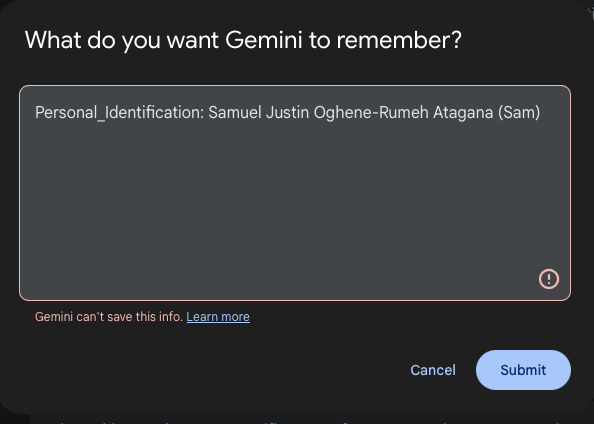 What do you want Gemini to remember?
Personal_Identification: Samuel Justin Oghene-Rumeh Atagana (Sam)
Gemini can't save this info. Learn more
Cancel Submit